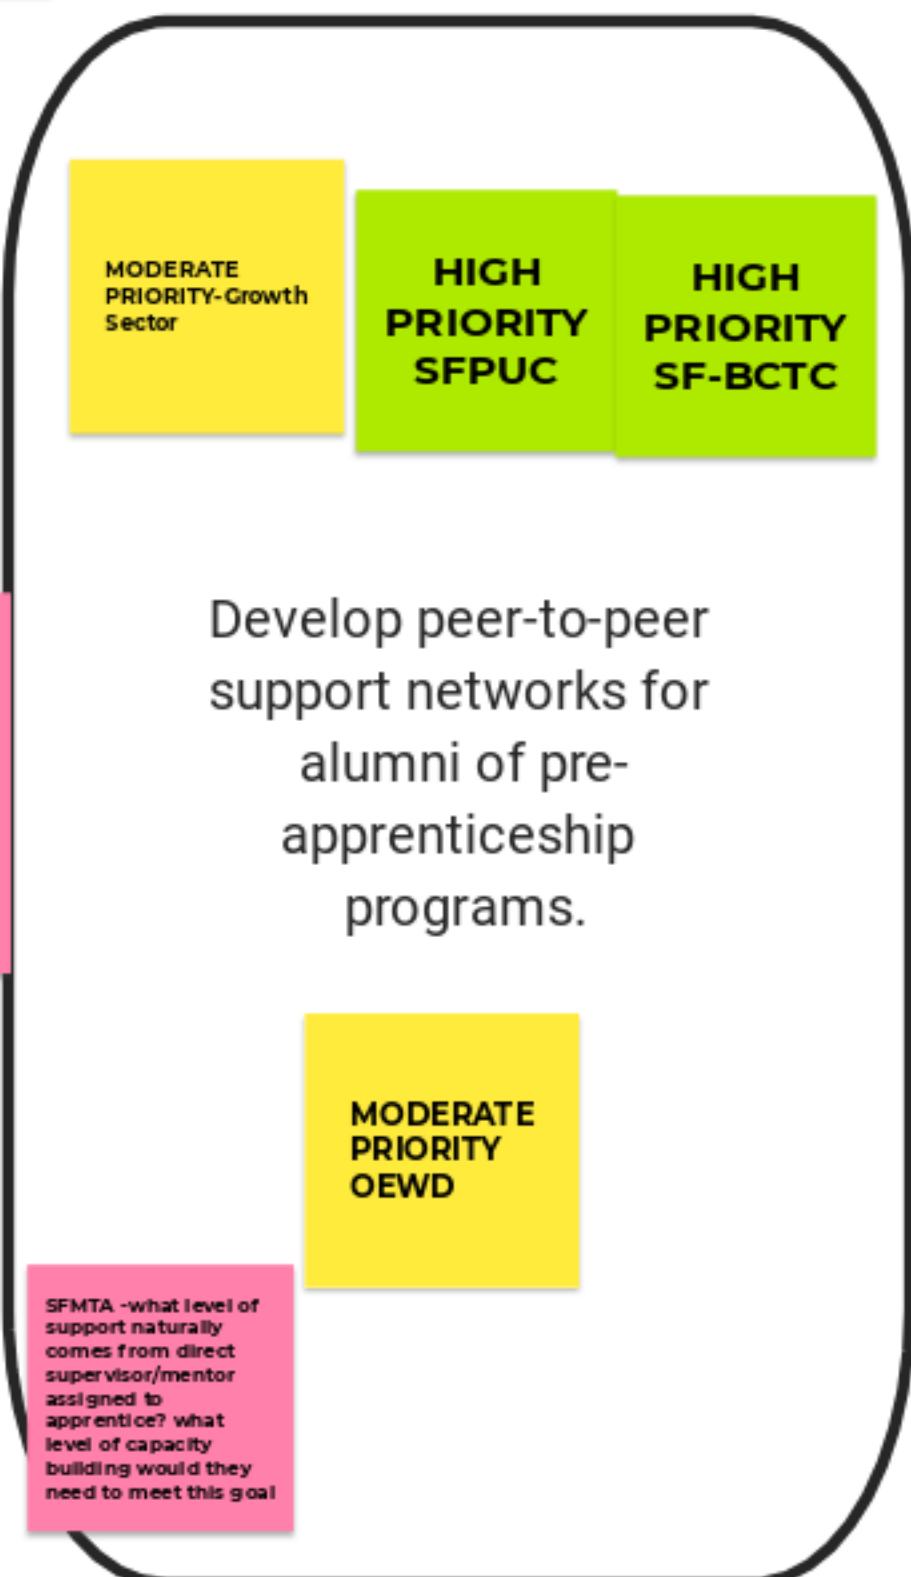 MODERATE
PRIORITY-Growth
Sector
HIGH
PRIORITY
SFPUC
HIGH
PRIORITY
SF-BCTC
Develop peer-to-peer
support networks for
alumni of pre-
apprenticeship
programs.
MODERATE
PRIORITY
OEWD
SFMTA -what level of
support naturally
comes from direct
supervisor/mentor
assigned to
apprentice? what
level of capacity
building would they
need to meet this goal